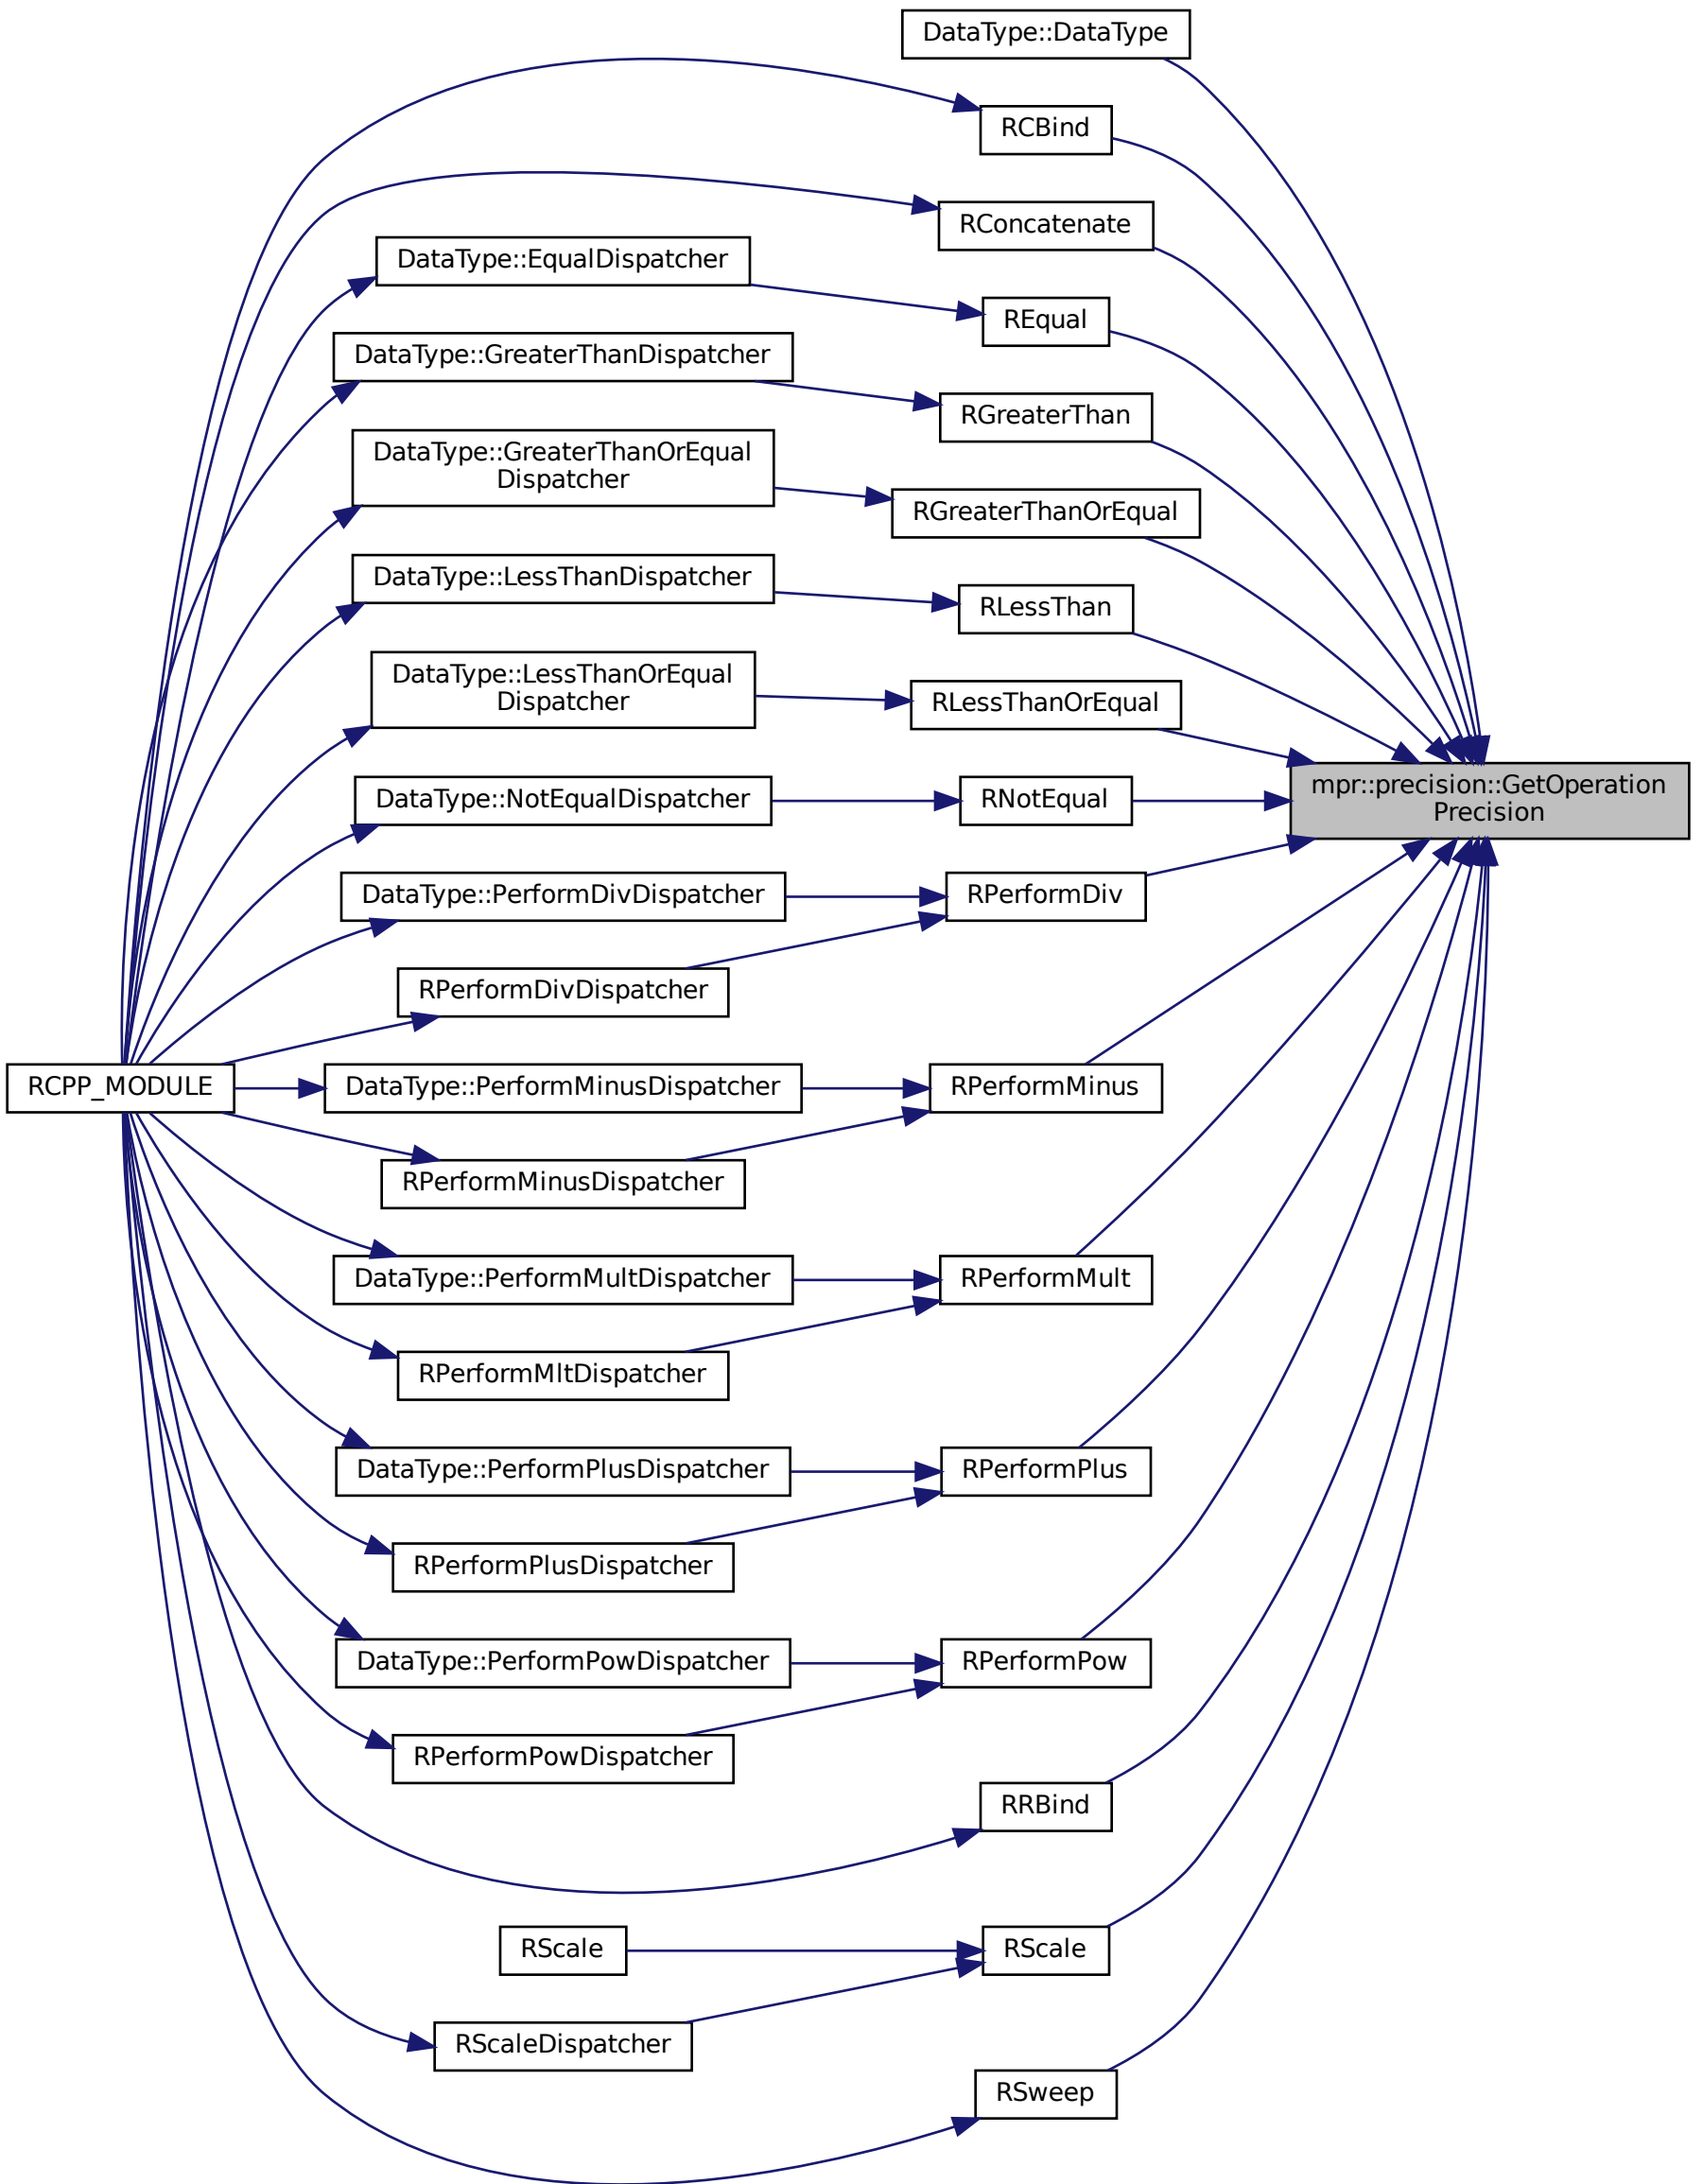 DataType::DataType
RCBind
RConcatenate
DataType::EqualDispatcher
REqual
DataType::GreaterThanDispatcher
RGreaterThan
DataType::GreaterThanOrEqual
Dispatcher
RGreaterThanOrEqual
DataType::LessThanDispatcher
RLessThan
DataType::LessThanOrEqual
Dispatcher
RLessThanOrEqual
mpr::precision::GetOperation
Precision
DataType::NotEqualDispatcher
RNotEqual
DataType::PerformDivDispatcher
RPerformDiv
RPerformDivDispatcher
RCPP_MODULE
DataType::PerformMinusDispatcher
RPerformMinus
RPerformMinusDispatcher
DataType::PerformMultDispatcher
RPerformMult
RPerformMltDispatcher
DataType::PerformPlusDispatcher
RPerformPlus
RPerformPlusDispatcher
DataType::PerformPowDispatcher
RPerformPow
RPerformPowDispatcher
RRBind
RScale
RScale
RScaleDispatcher
RSweep